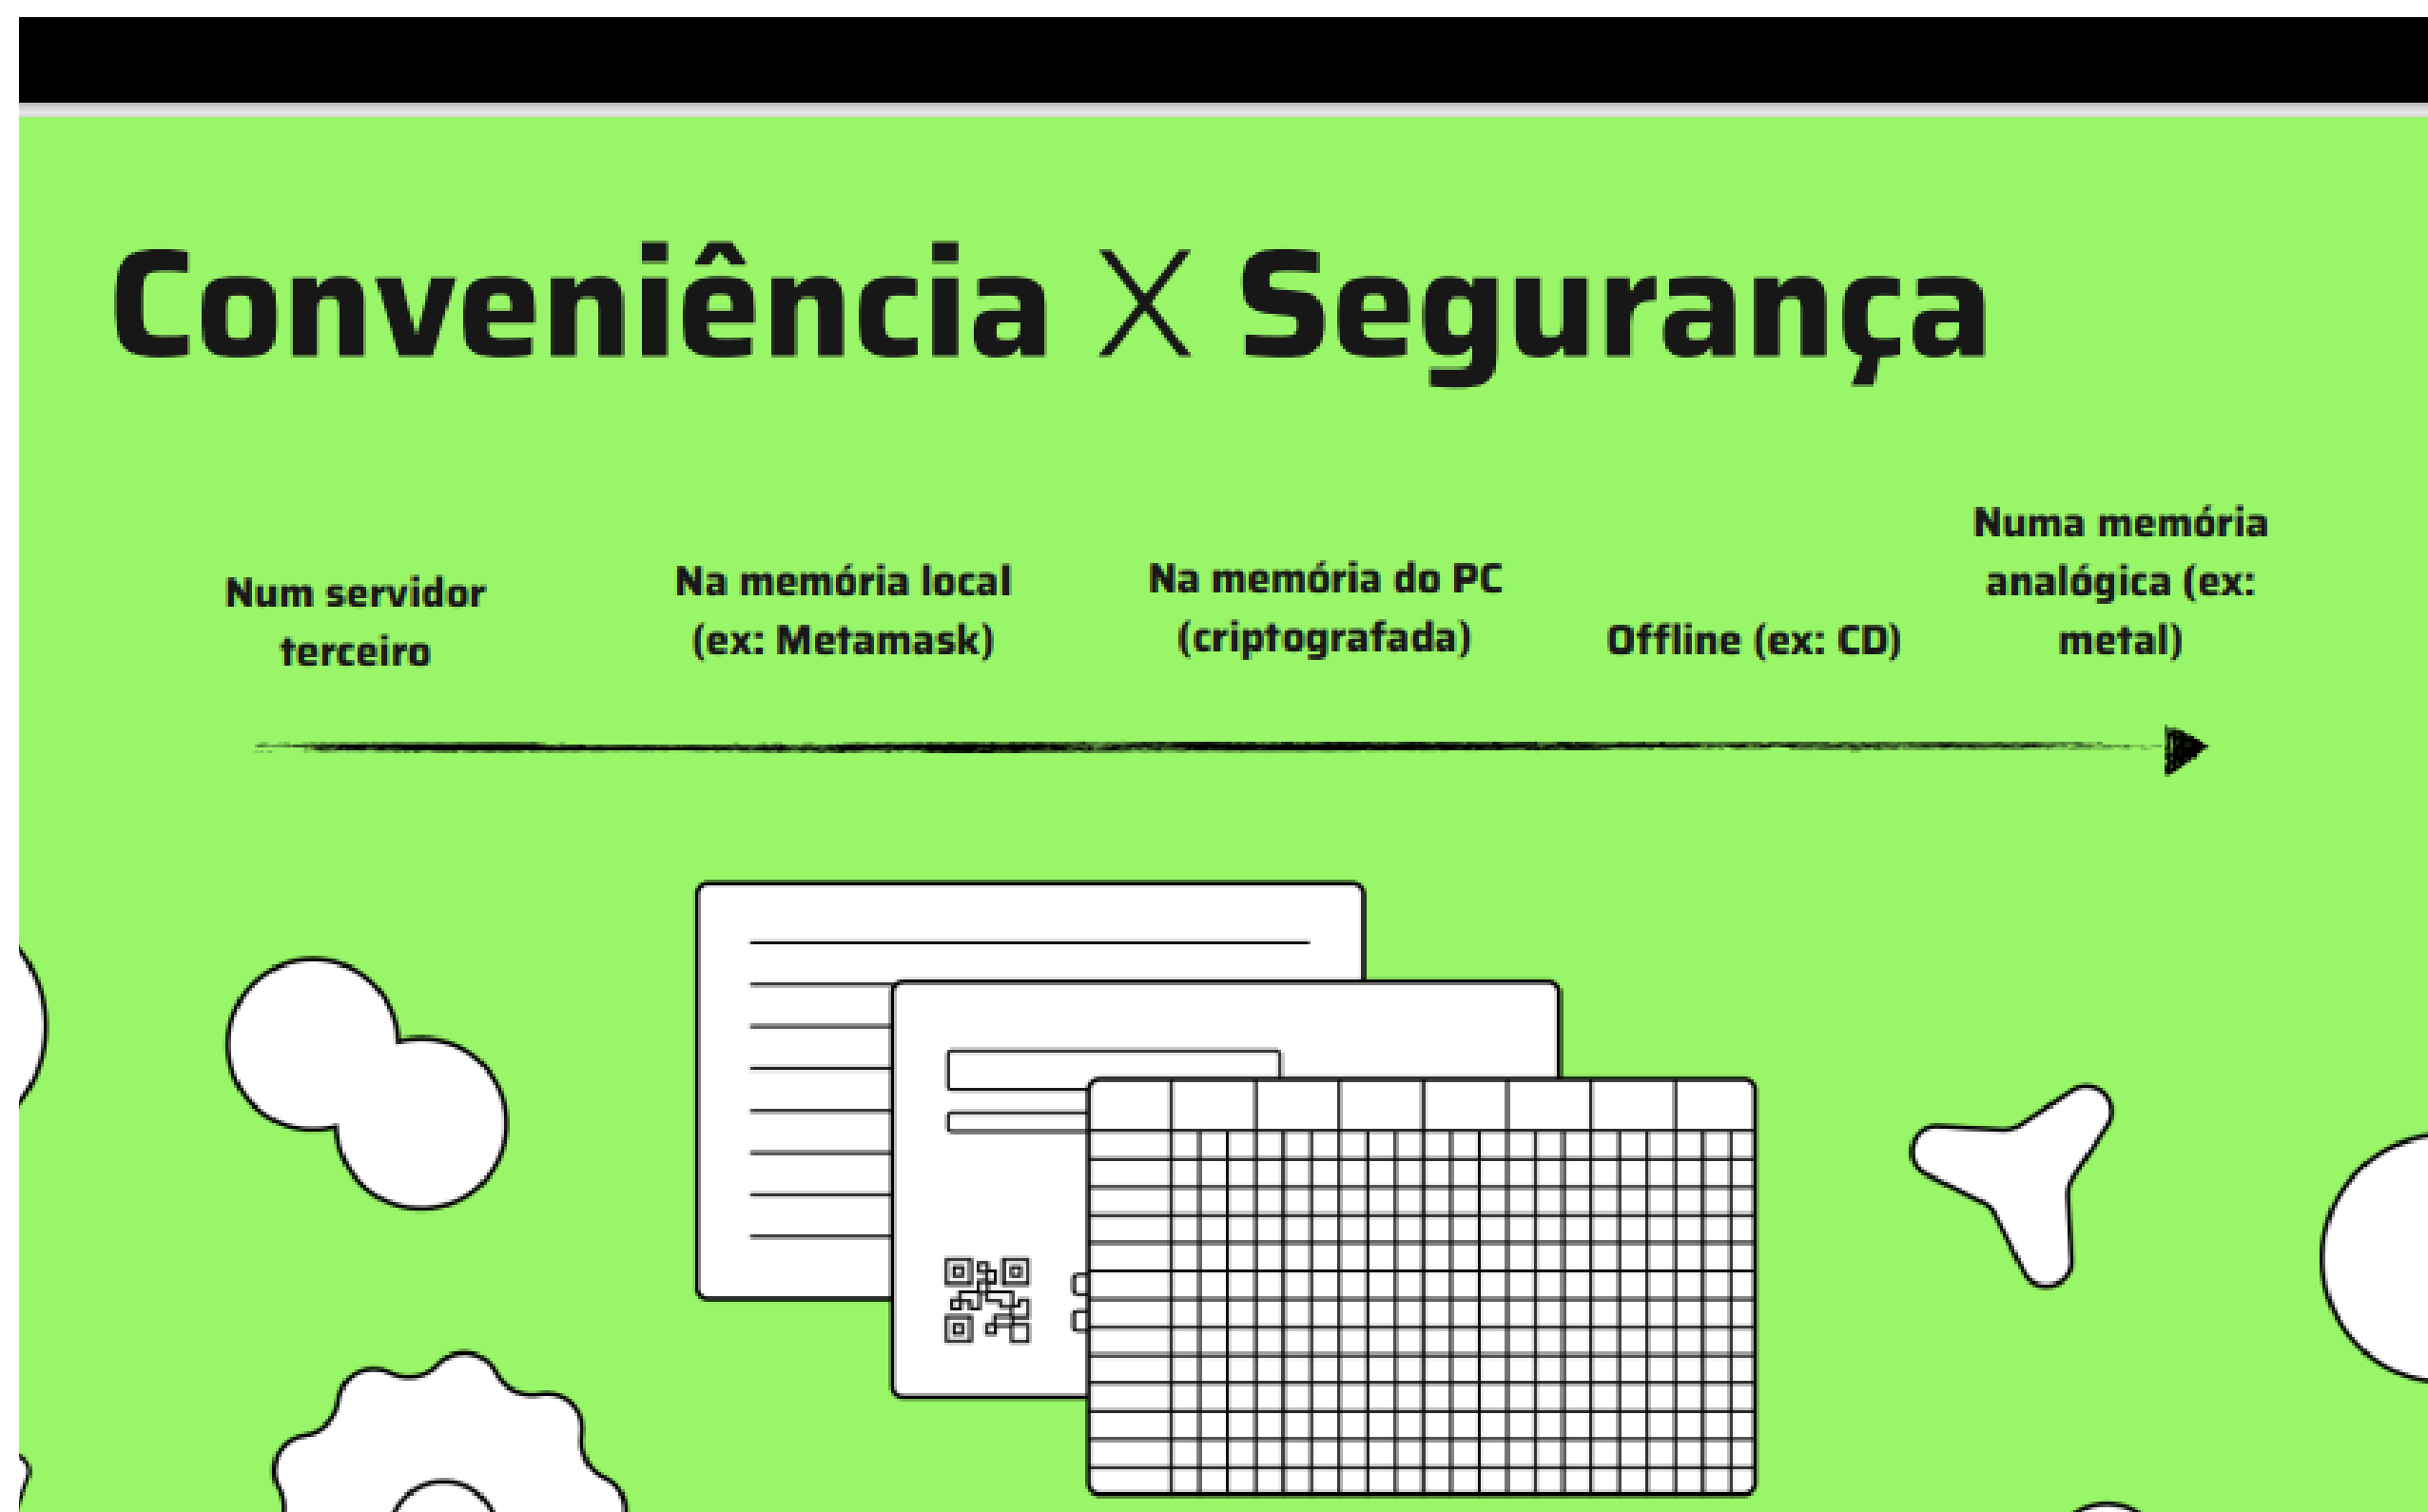 Conveniência X Segurança
Num servidor
terceiro
Na memória local
(ex: Metamask)
Na memória do PC
(criptografada)
Offline (ex: CD)
Numa memória
analógica (ex:
metal)